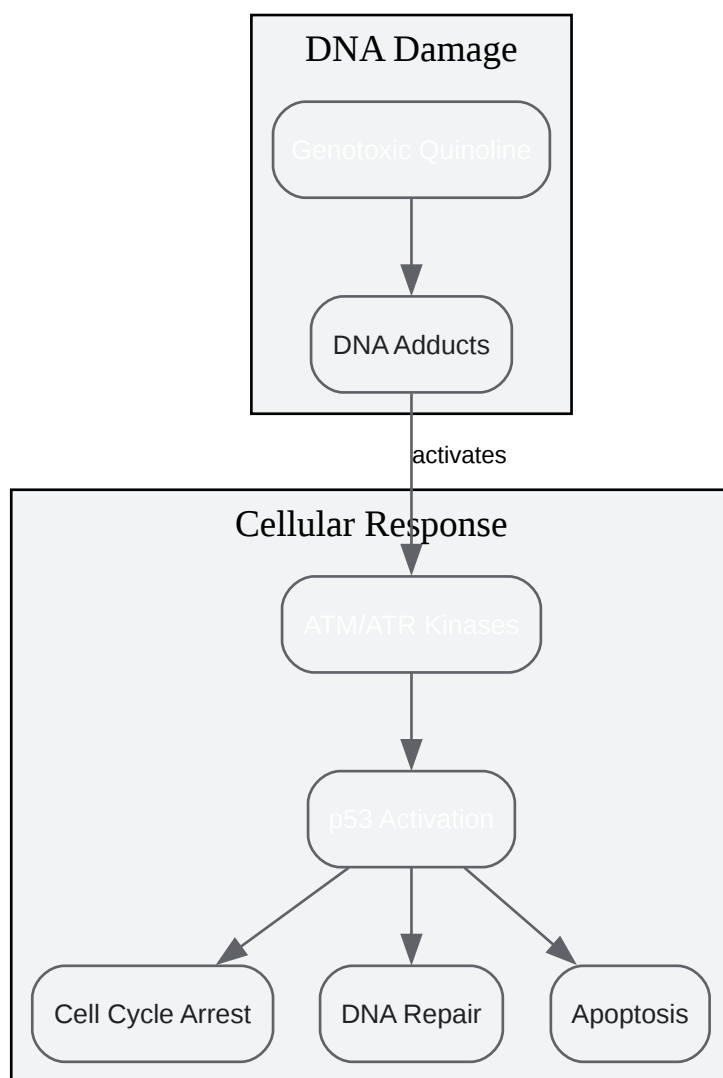 DNA Damage
Genotoxic Quinoline
DNA Adducts
activates
Cellular Response
ATM/ATR Kinases
p53 Activation
Cell Cycle Arrest
DNA Repair
Apoptosis